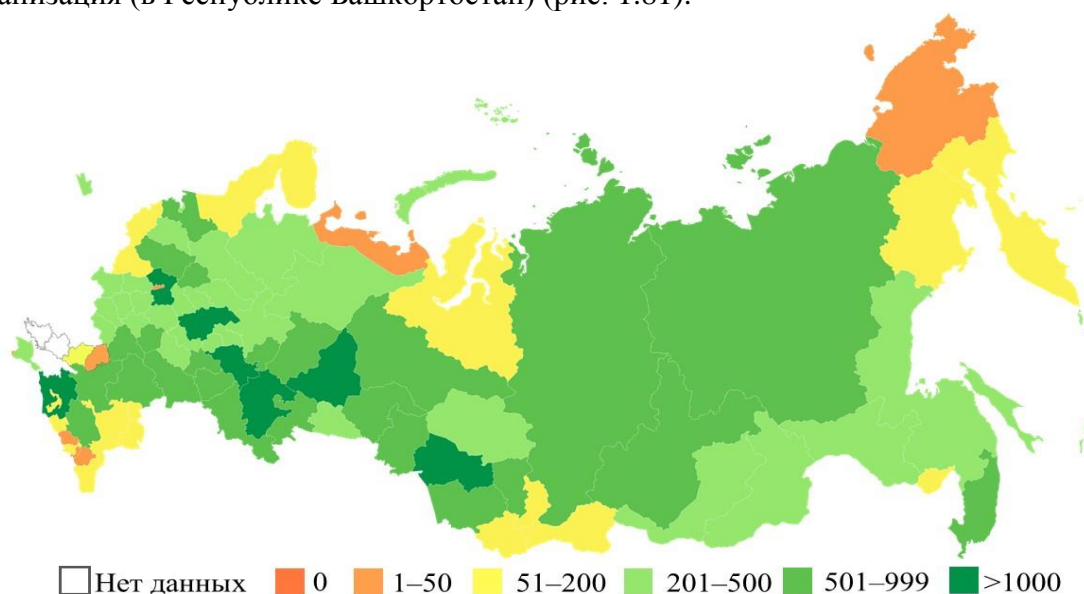 анизация (в Республике Башкортостан) (рис. 1.81).
Нет данных 0 1–50 51–200 201–500 501–999 >1000